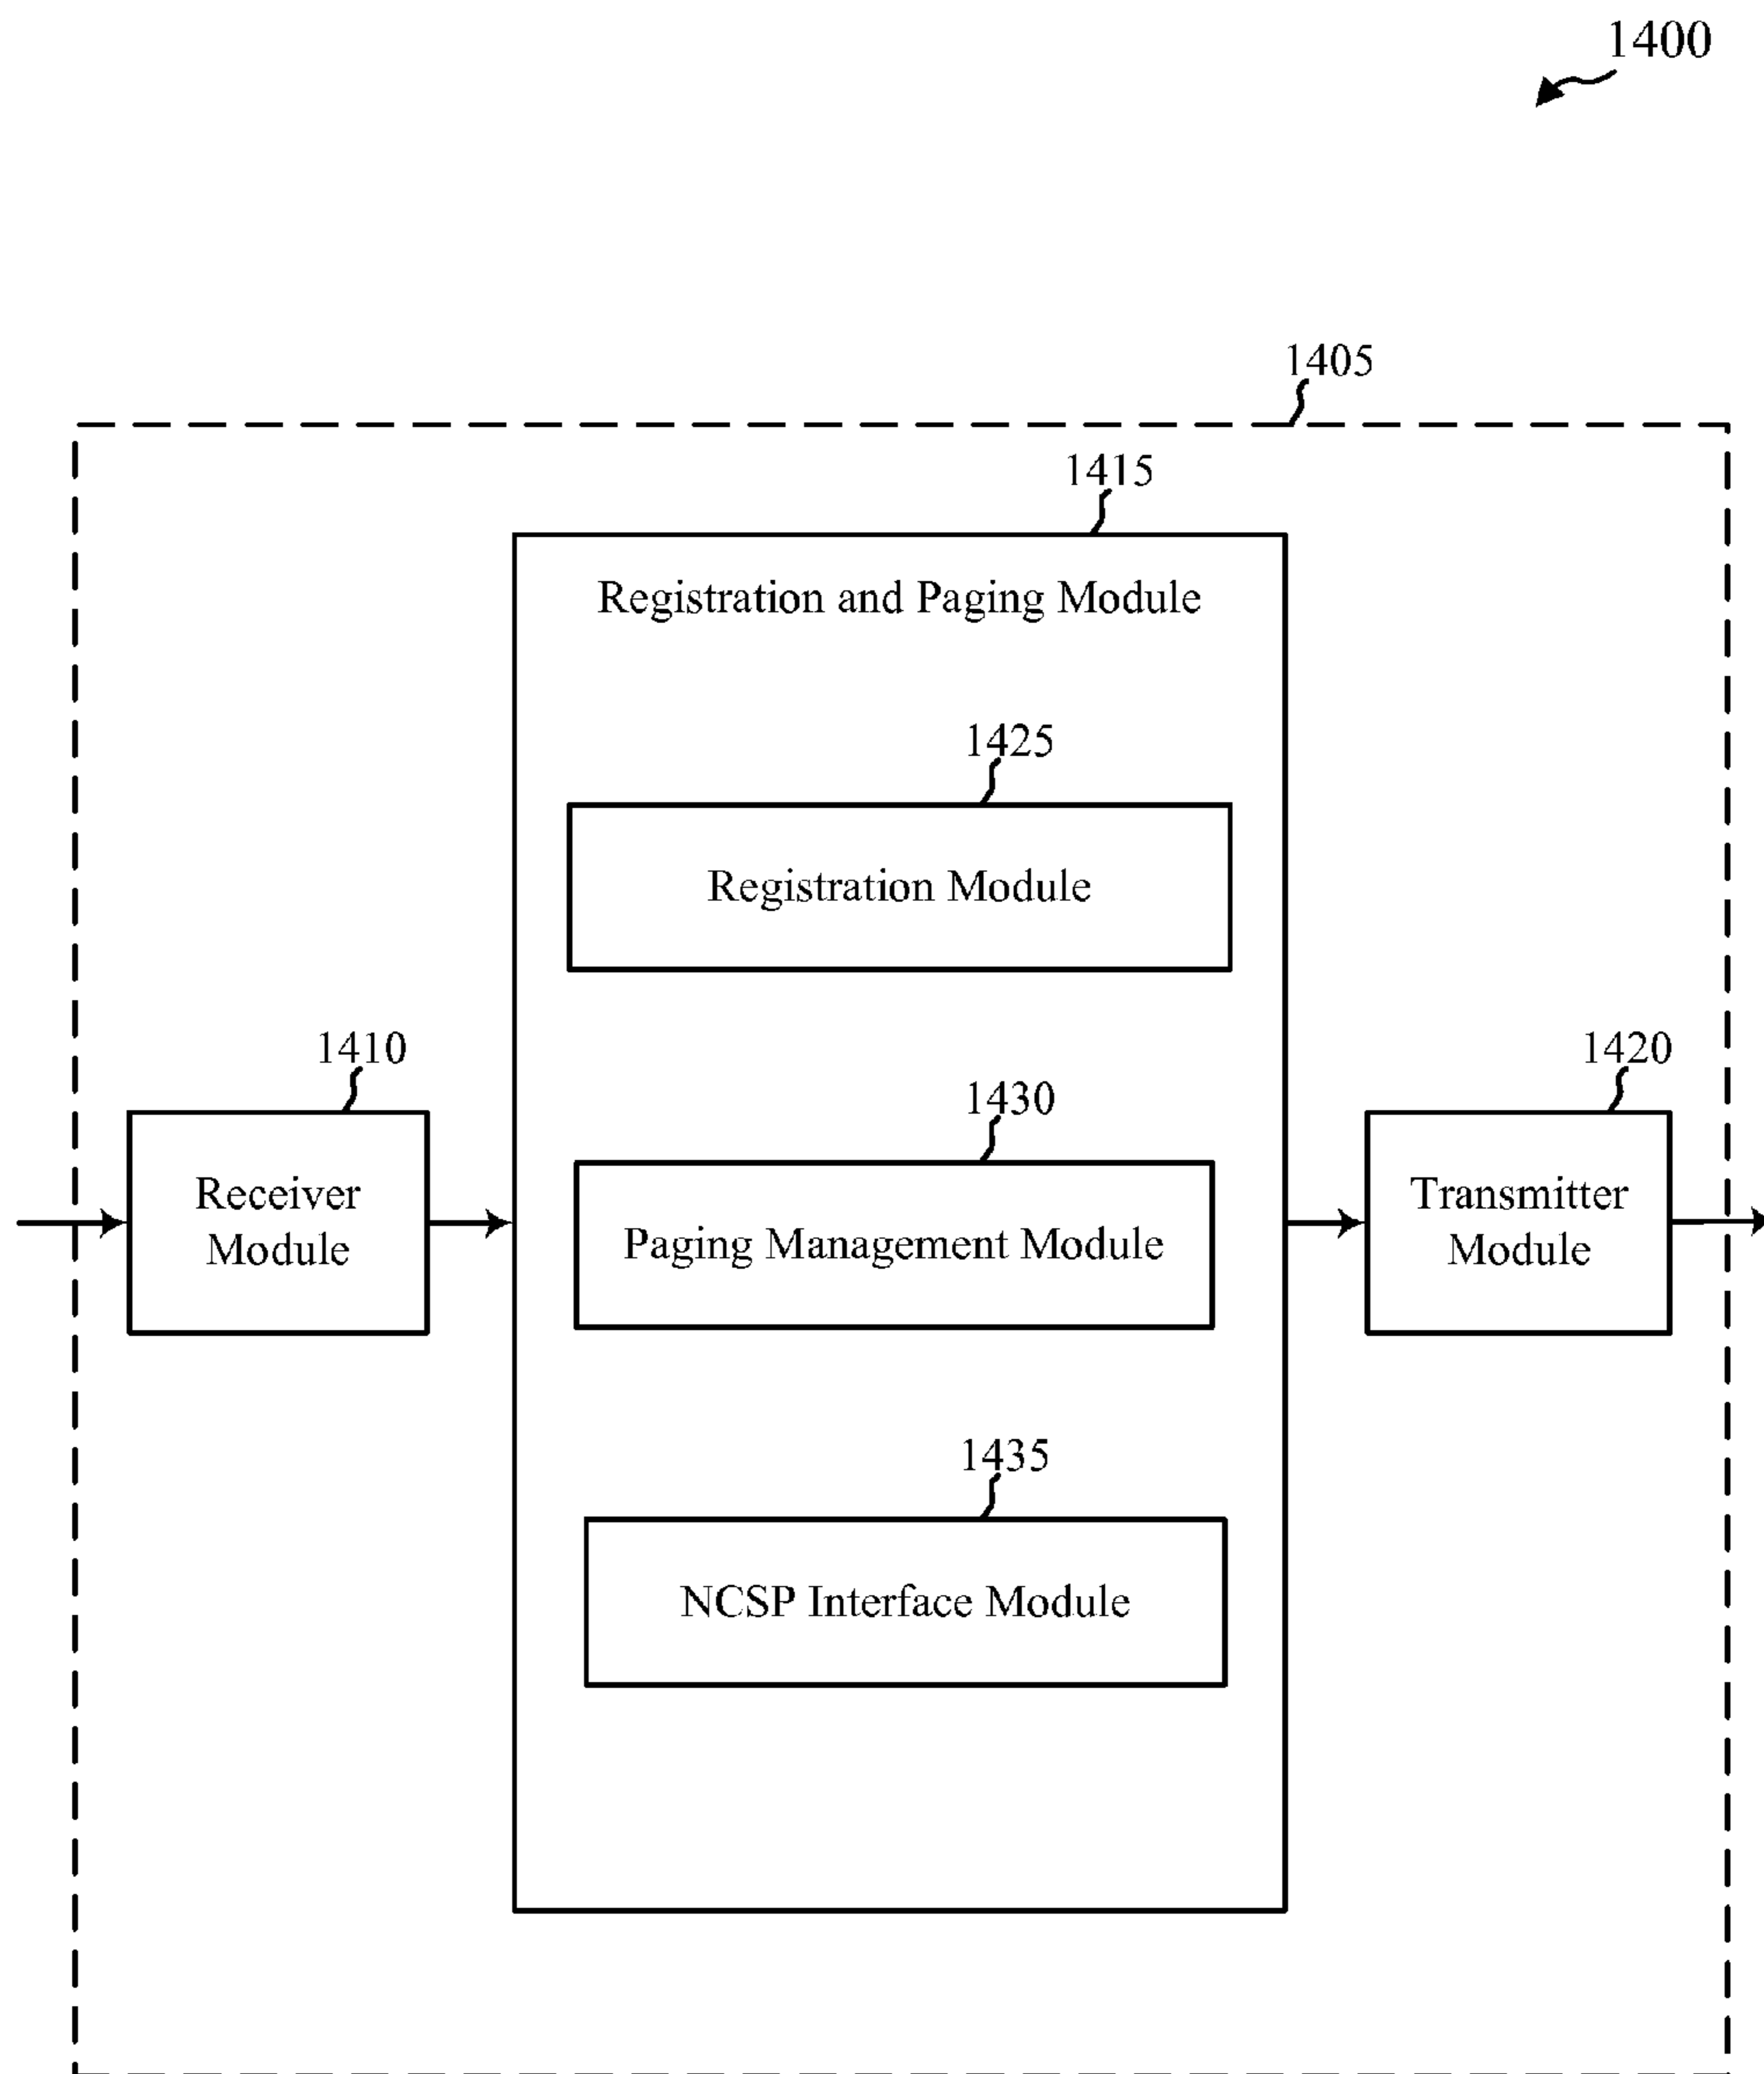 1400
1405
1415
Registration and Paging Module
1425
Registration Module
1410
Receiver
Module
1430
Paging Management Module
1420
Transmitter
Module
1435
NCSP Interface Module